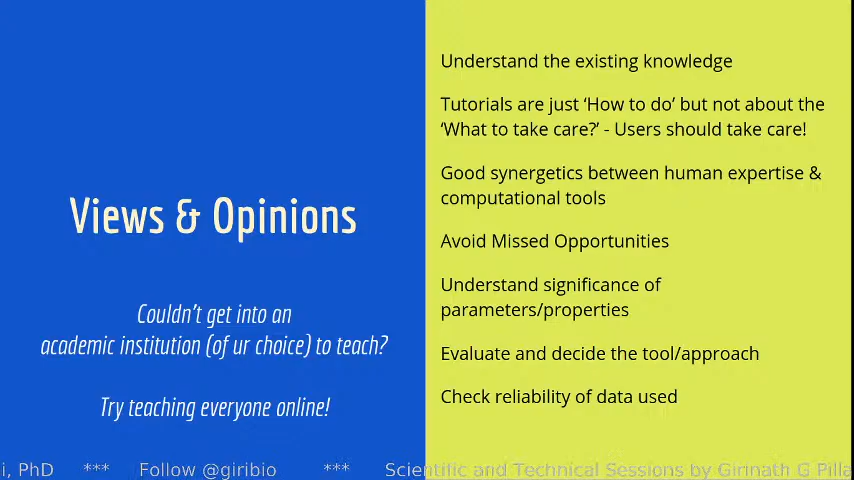 Views & Opinions
Couldn't get into an
academic institution (of ur choice) to teach?
Try teaching everyone online!
Understand the existing knowledge
Tutorials are just ‘How to do’ but not about the
‘What to take care?’ - Users should take care!
Good synergetics between human expertise &
computational tools
Avoid Missed Opportunities
Understand significance of
parameters/properties
Evaluate and decide the tool/approach
Check reliability of data used
i, PhD *** Follow @giribio *** Scientific and Technical Sessions by Girinath G Pilla